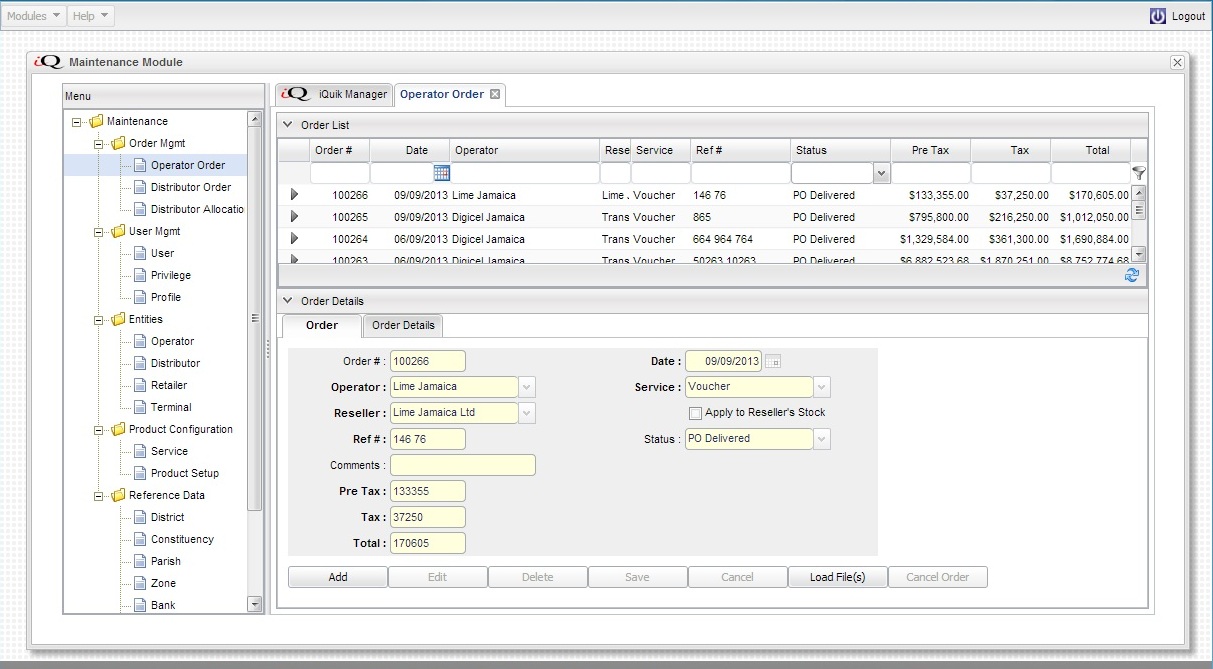 Modules Help Logout
iQ Maintenance Module
Menu
Maintenance
Order Mgmt
Operator Order
Distributor Order
Distributor Allocatio
User Mgmt
User
Privilege
Profile
Entities
Operator
Distributor
Retailer
Terminal
Product Configuration
Service
Product Setup
Reference Data
District
Constituency
Parish
Zone
Bank
iQ iQuik Manager Operator Order
Order List
Order # Date Operator Rese Service Ref # Status Pre Tax Tax Total
100266 09/09/2013 Lime Jamaica Lime . Voucher 146 76 PO Delivered $133,355.00 $37,250.00 $170,605.00
100265 09/09/2013 Digicel Jamaica Trans Voucher 865 PO Delivered $795,800.00 $216,250.00 $1,012,050.00
100264 06/09/2013 Digicel Jamaica Trans Voucher 664 964 764 PO Delivered $1,329,584.00 $361,300.00 $1,690,884.00
100263 06/09/2013 Digicel Jamaica Trans Voucher 50263 10263 PO Delivered $6,882,523.68 $1,870,251.00 $8,752,774.68
Order Details
Order Order Details
Order # : 100266 Date : 09/09/2013
Operator : Lime Jamaica Service : Voucher
Reseller : Lime Jamaica Ltd Apply to Reseller's Stock
Ref # : 146 76 Status : PO Delivered
Comments :
Pre Tax : 133355
Tax : 37250
Total : 170605
Add Edit Delete Save Cancel Load File(s) Cancel Order